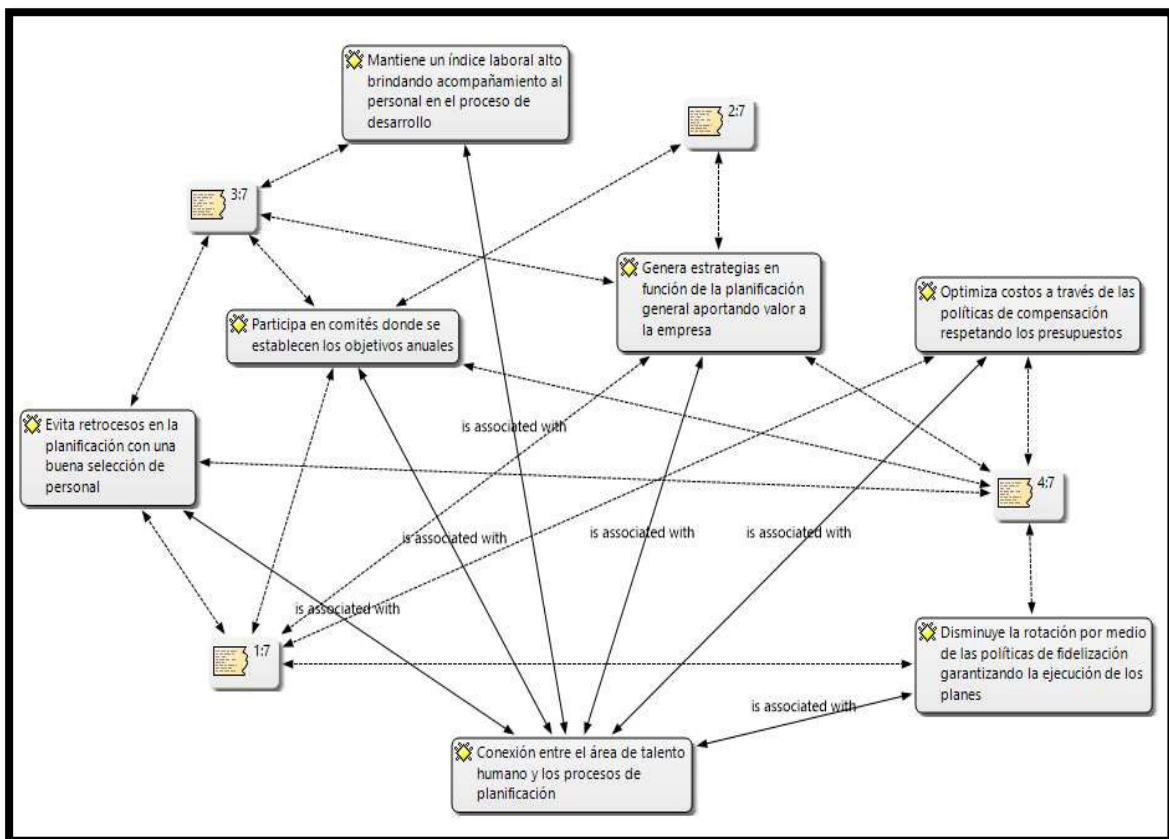 Mantiene un índice laboral alto
brindando acompañamiento al
personal en el proceso de
desarrollo
2:7
3:7
Genera estrategias en
función de la planificación
general aportando valor a
la empresa
Optimiza costos a través de las
políticas de compensación
respetando los presupuestos
Participa en comités donde se
establecen los objetivos anuales
Evita retrocesos en la
planificación con una
buena selección de
personal
is associated with
4:7
is associated with
is associated with
is associated with
is associated with
1:7
Disminuye la rotación por medio
de las políticas de fidelización
garantizando la ejecución de los
planes
is associated with
Conexión entre el área de talento
humano y los procesos de
planificación